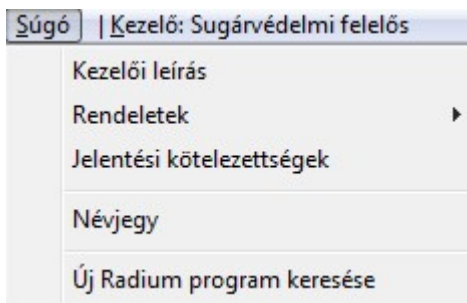 Súgó | Kezelő: Sugárvédelmi felelős
Kezelői leírás
Rendeletek
Jelentési kötelezettségek
Névjegy
Új Radium program keresése